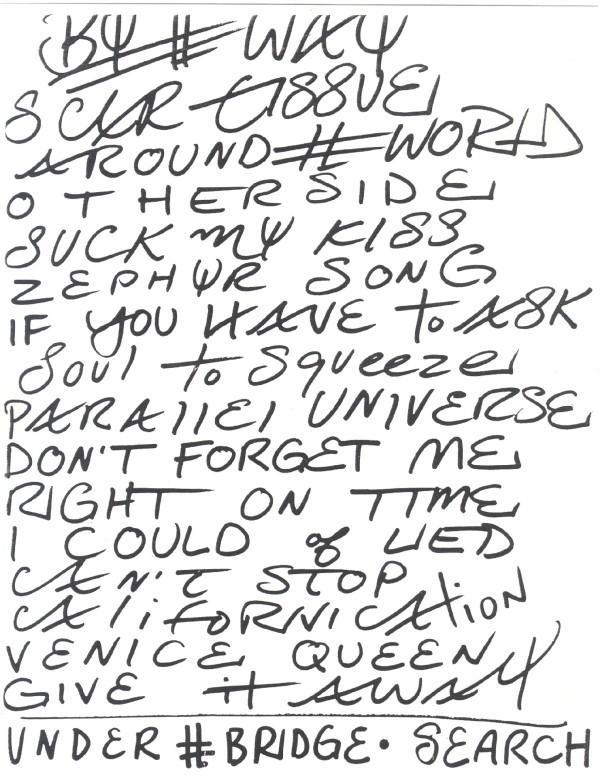 BY # WAY
SCAR TISSUE
AROUND # WORLD
OTHERSIDE
SUCK MY KISS
ZEPHYR SONG
IF YOU HAVE to ASK
Soul to Squeeze
PARAllEl UNIVERSE
DON'T FORGET ME
RIGHT ON TIME
I COULD of LIED
CAN'T STOP
CAliforNICAtION
VENICE QUEEN
GIVE it AWAY
UNDER # BRIDGE • SEARCH